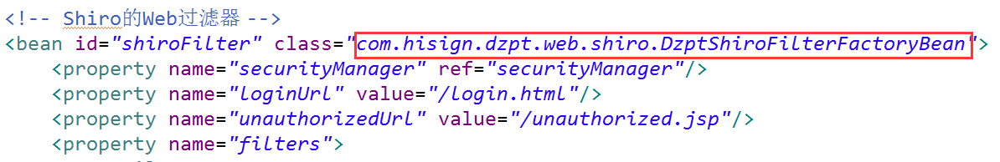 <!-- Shiro的Web过滤器 -->
<bean id="shiroFilter" class="com.hisign.dzpt.web.shiro.DzptShiroFilterFactoryBean">
<property name="securityManager" ref="securityManager"/>
<property name="loginUrl" value="/login.html"/>
<property name="unauthorizedUrl" value="/unauthorized.jsp"/>
<property name="filters">